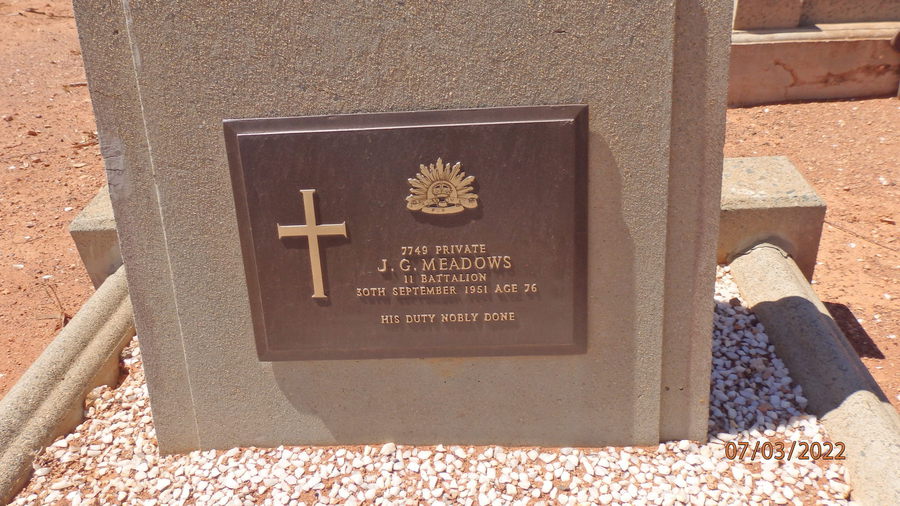 7749 PRIVATE
J. G. MEADOWS
11 BATTALION
30TH SEPTEMBER 1951 AGE 76
HIS DUTY NOBLY DONE
07/03/2022